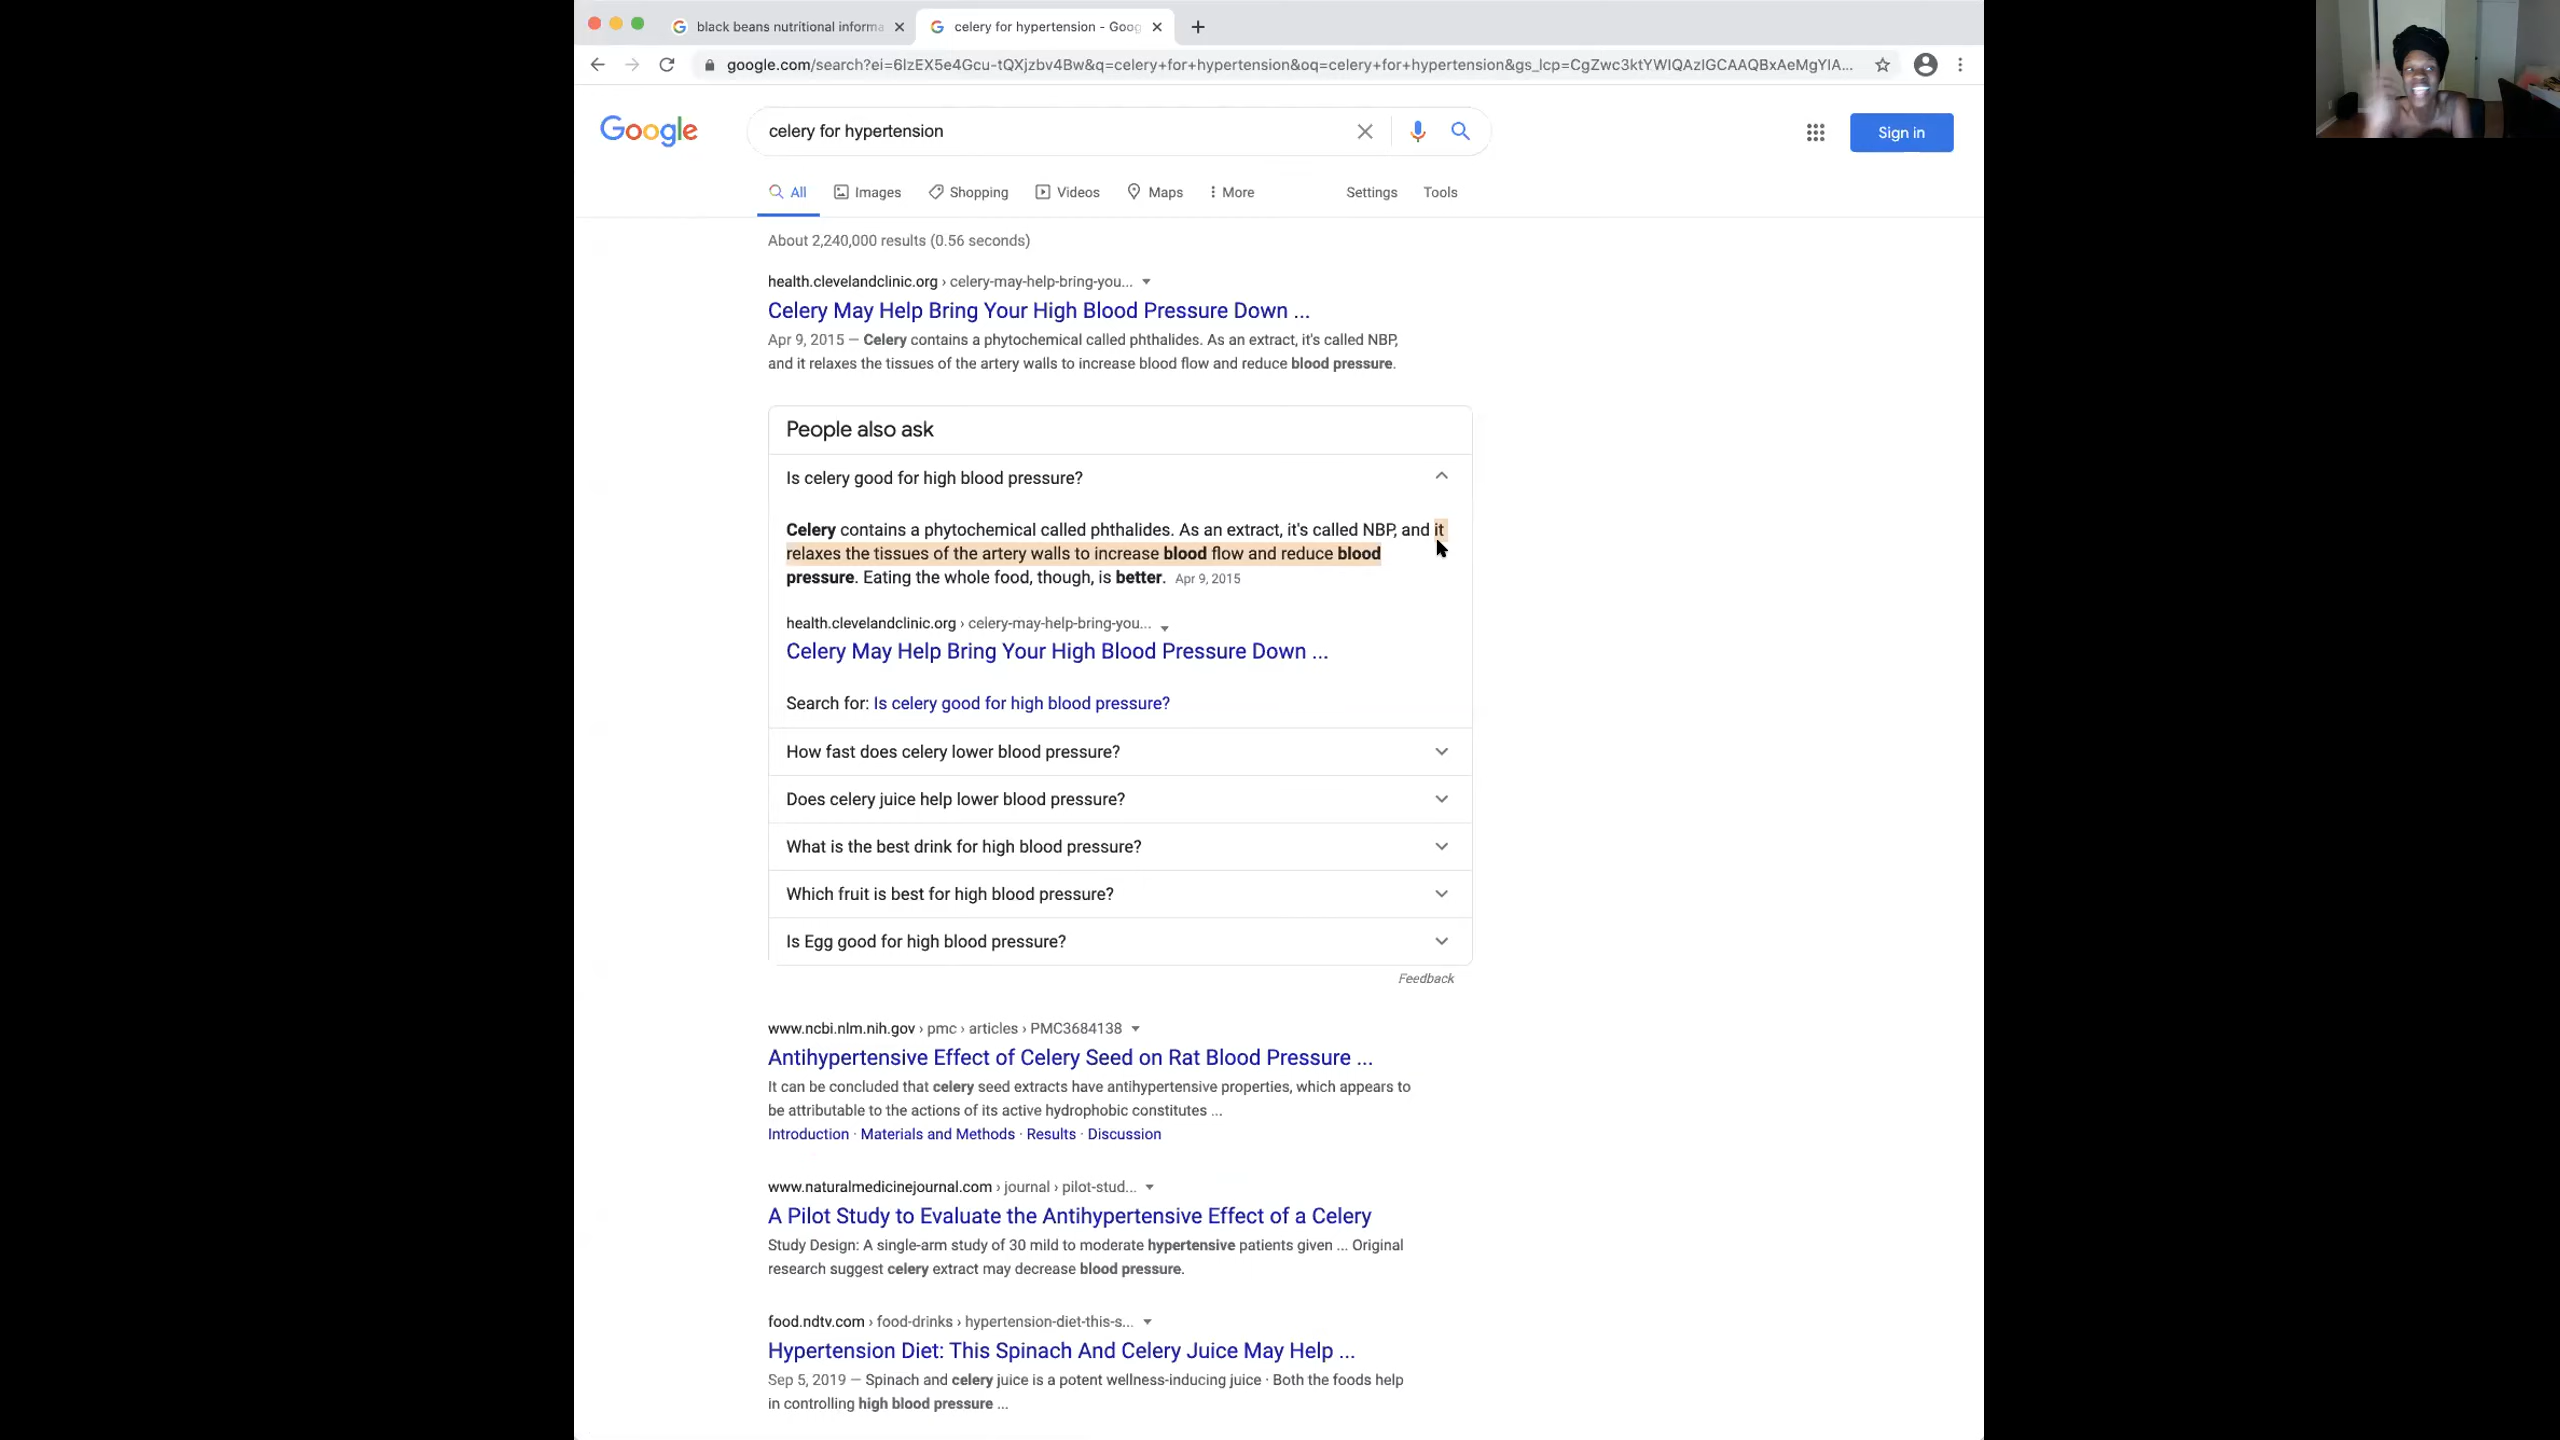 black beans nutritional informa
celery for hypertension - Goog
google.com/search?ei=6IzEX5e4Gcu-tQXjzbv4Bw&q=celery+for+hypertension&oq=celery+for+hypertension&gs_lcp=CgZwc3ktYWIQAzIGCAAQBxAeMgYIA...
Google
celery for hypertension
Sign in
All Images Shopping Videos Maps More Settings Tools
About 2,240,000 results (0.56 seconds)
health.clevelandclinic.org › celery-may-help-bring-you...
Celery May Help Bring Your High Blood Pressure Down ...
Apr 9, 2015 — Celery contains a phytochemical called phthalides. As an extract, it's called NBP,
and it relaxes the tissues of the artery walls to increase blood flow and reduce blood pressure.
People also ask
Is celery good for high blood pressure?
Celery contains a phytochemical called phthalides. As an extract, it's called NBP, and it
relaxes the tissues of the artery walls to increase blood flow and reduce blood
pressure. Eating the whole food, though, is better. Apr 9, 2015
health.clevelandclinic.org › celery-may-help-bring-you...
Celery May Help Bring Your High Blood Pressure Down ...
Search for: Is celery good for high blood pressure?
How fast does celery lower blood pressure?
Does celery juice help lower blood pressure?
What is the best drink for high blood pressure?
Which fruit is best for high blood pressure?
Is Egg good for high blood pressure?
Feedback
www.ncbi.nlm.nih.gov › pmc › articles › PMC3684138
Antihypertensive Effect of Celery Seed on Rat Blood Pressure ...
It can be concluded that celery seed extracts have antihypertensive properties, which appears to
be attributable to the actions of its active hydrophobic constitutes ...
Introduction · Materials and Methods · Results · Discussion
www.naturalmedicinejournal.com › journal › pilot-stud...
A Pilot Study to Evaluate the Antihypertensive Effect of a Celery
Study Design: A single-arm study of 30 mild to moderate hypertensive patients given ... Original
research suggest celery extract may decrease blood pressure.
food.ndtv.com › food-drinks › hypertension-diet-this-s...
Hypertension Diet: This Spinach And Celery Juice May Help ...
Sep 5, 2019 — Spinach and celery juice is a potent wellness-inducing juice · Both the foods help
in controlling high blood pressure ...